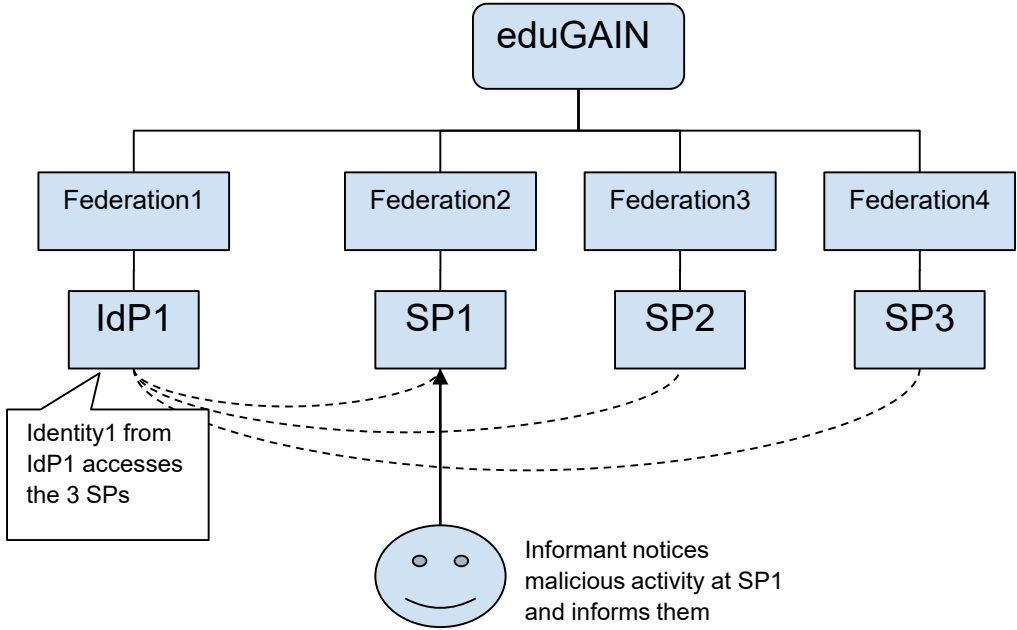 eduGAIN
Federation1
Federation2
Federation3
Federation4
IdP1
SP1
SP2
SP3
Identity1 from
IdP1 accesses
the 3 SPs
Informant notices
malicious activity at SP1
and informs them